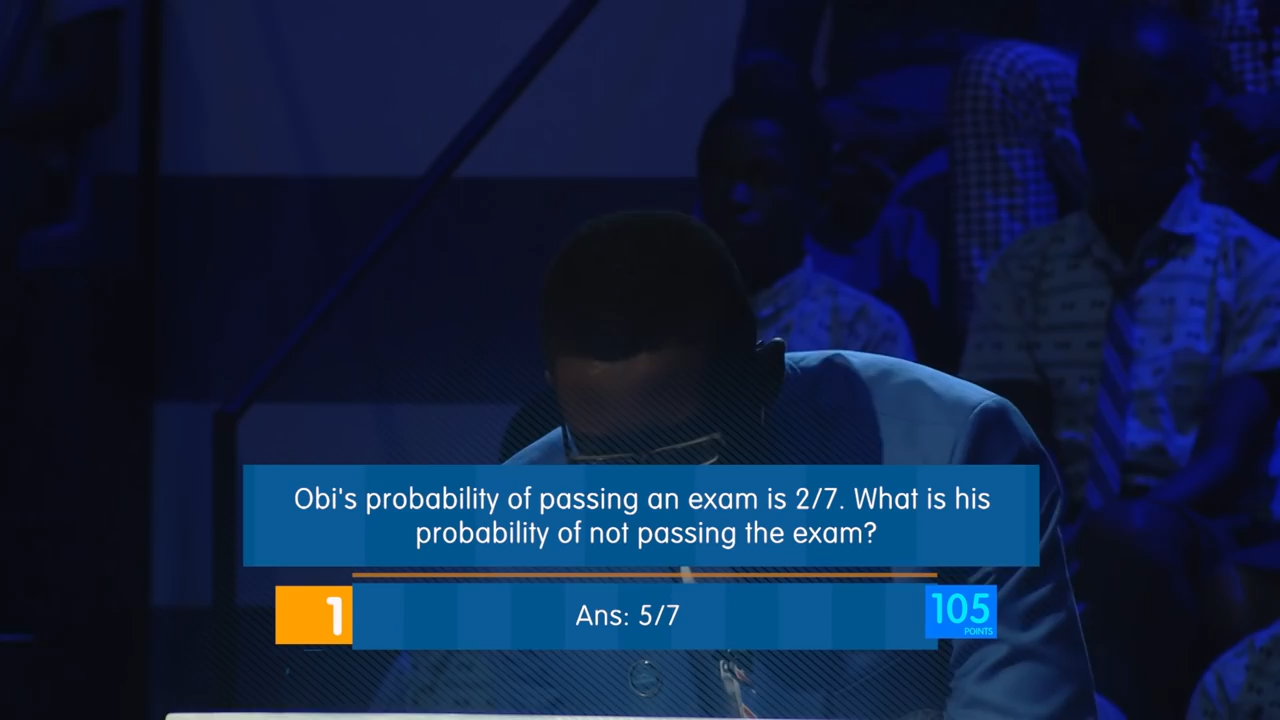 Obi's probability of passing an exam is 2/7. What is his
probability of not passing the exam?
1
Ans: 5/7
105
POINTS